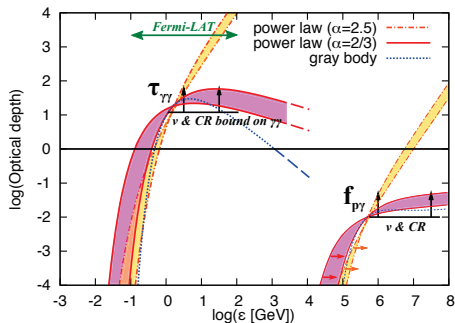 Fermi-LAT
power law (α=2.5)
power law (α=2/3)
gray body
τγγ
ν & CR bound on γγ
fpγ
ν & CR
log(Optical depth)
4
3
2
1
0
-1
-2
-3
-4
-3 -2 -1 0 1 2 3 4 5 6 7 8
log(ε [GeV])